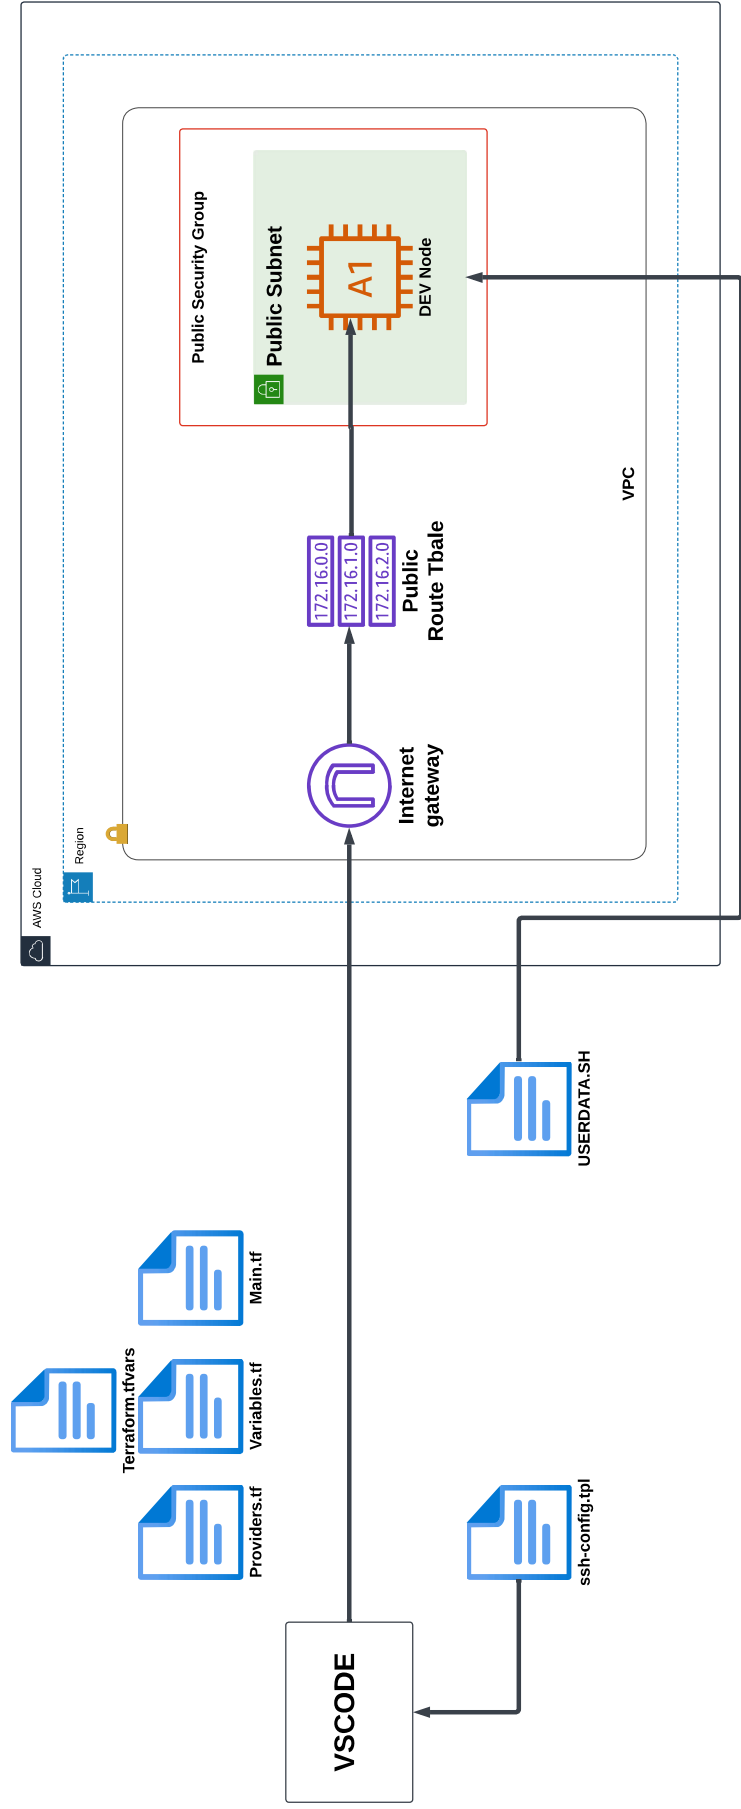 AWS Cloud
Region
Public Security Group
Public Subnet
A1
DEV Node
VPC
172.16.0.0
172.16.1.0
172.16.2.0
Public
Route Tbale
Internet
gateway
USERDATA.SH
Main.tf
Terraform.tfvars
Variables.tf
Providers.tf
ssh-config.tpl
VSCODE